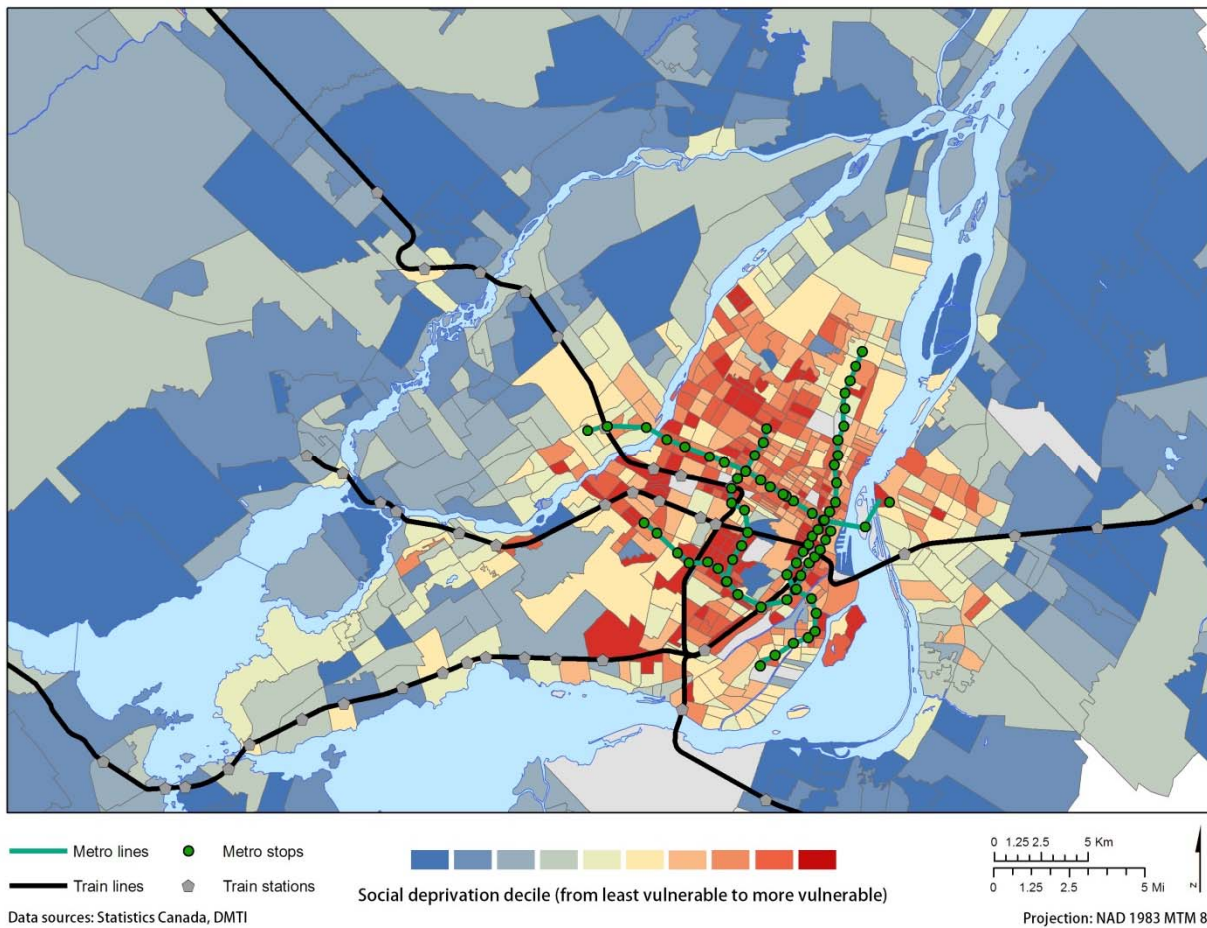 Metro lines Metro stops
Train lines Train stations
Social deprivation decile (from least vulnerable to more vulnerable)
0 1.25 2.5 5 Km
0 1.25 2.5 5 Mi
N
Data sources: Statistics Canada, DMTI
Projection: NAD 1983 MTM 8